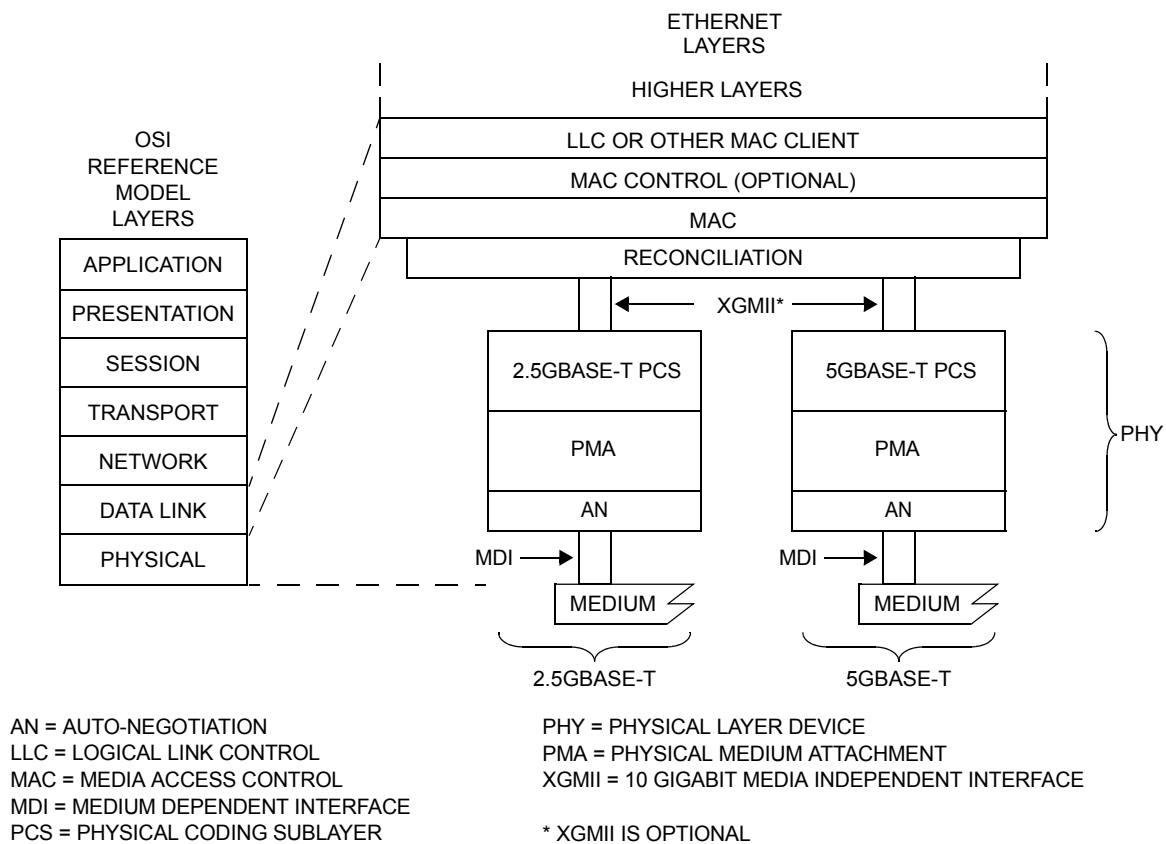 ETHERNET
LAYERS
HIGHER LAYERS
LLC OR OTHER MAC CLIENT
MAC CONTROL (OPTIONAL)
MAC
RECONCILIATION
OSI
REFERENCE
MODEL
LAYERS
APPLICATION
PRESENTATION
SESSION
TRANSPORT
NETWORK
DATA LINK
PHYSICAL
XGMII*
2.5GBASE-T PCS
5GBASE-T PCS
PMA
PMA
PHY
AN
AN
MDI
MDI
MEDIUM
MEDIUM
2.5GBASE-T
5GBASE-T
AN = AUTO-NEGOTIATION
LLC = LOGICAL LINK CONTROL
MAC = MEDIA ACCESS CONTROL
MDI = MEDIUM DEPENDENT INTERFACE
PCS = PHYSICAL CODING SUBLAYER
PHY = PHYSICAL LAYER DEVICE
PMA = PHYSICAL MEDIUM ATTACHMENT
XGMII = 10 GIGABIT MEDIA INDEPENDENT INTERFACE
* XGMII IS OPTIONAL